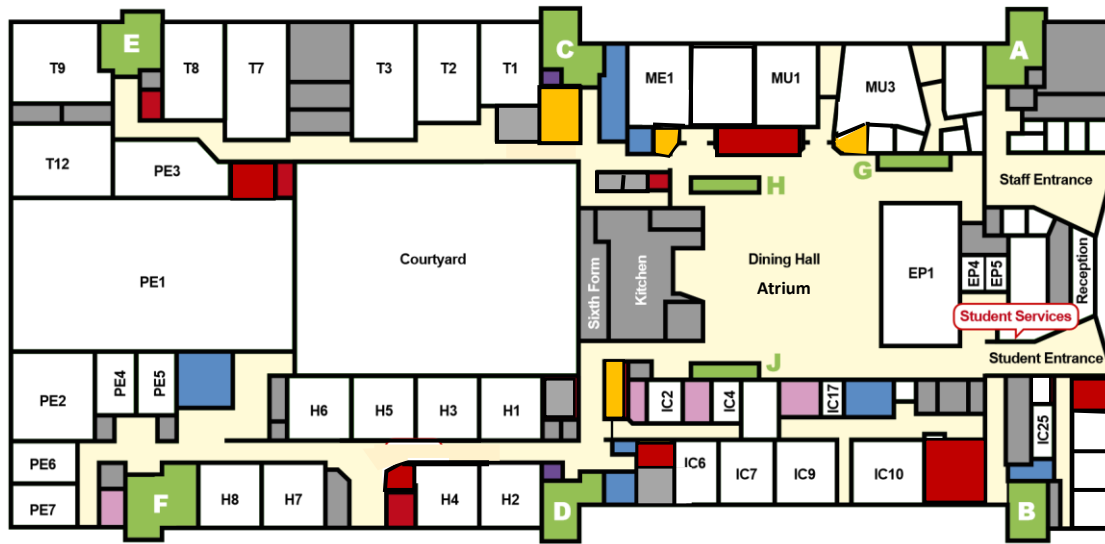 E
C
A
T9
T8
T7
T3
T2
T1
ME1
MU1
MU3
T12
PE3
G
H
Staff Entrance
PE1
Courtyard
Sixth Form
Kitchen
Dining Hall
Atrium
EP1
EP4
EP5
Reception
Student Services
Student Entrance
J
PE2
PE4
PE5
H6
H5
H3
H1
IC2
IC4
IC17
IC25
PE6
PE7
F
H8
H7
H4
H2
D
IC6
IC7
IC9
IC10
B